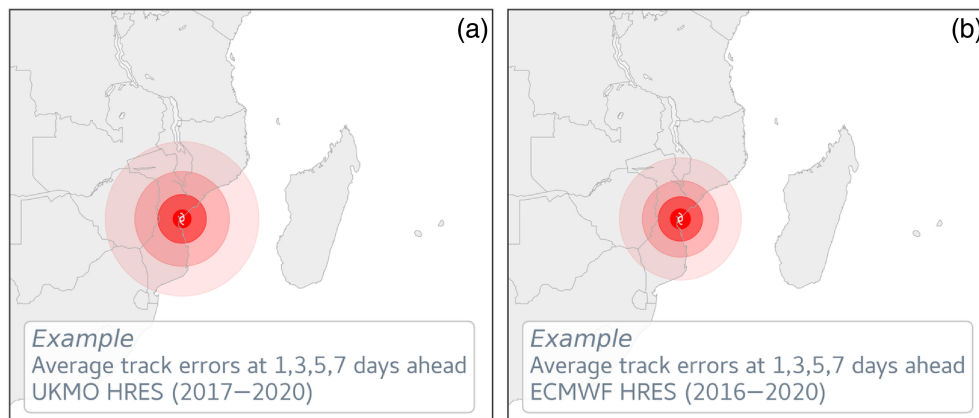 (a)
Example
Average track errors at 1,3,5,7 days ahead
UKMO HRES (2017−2020)
(b)
Example
Average track errors at 1,3,5,7 days ahead
ECMWF HRES (2016−2020)